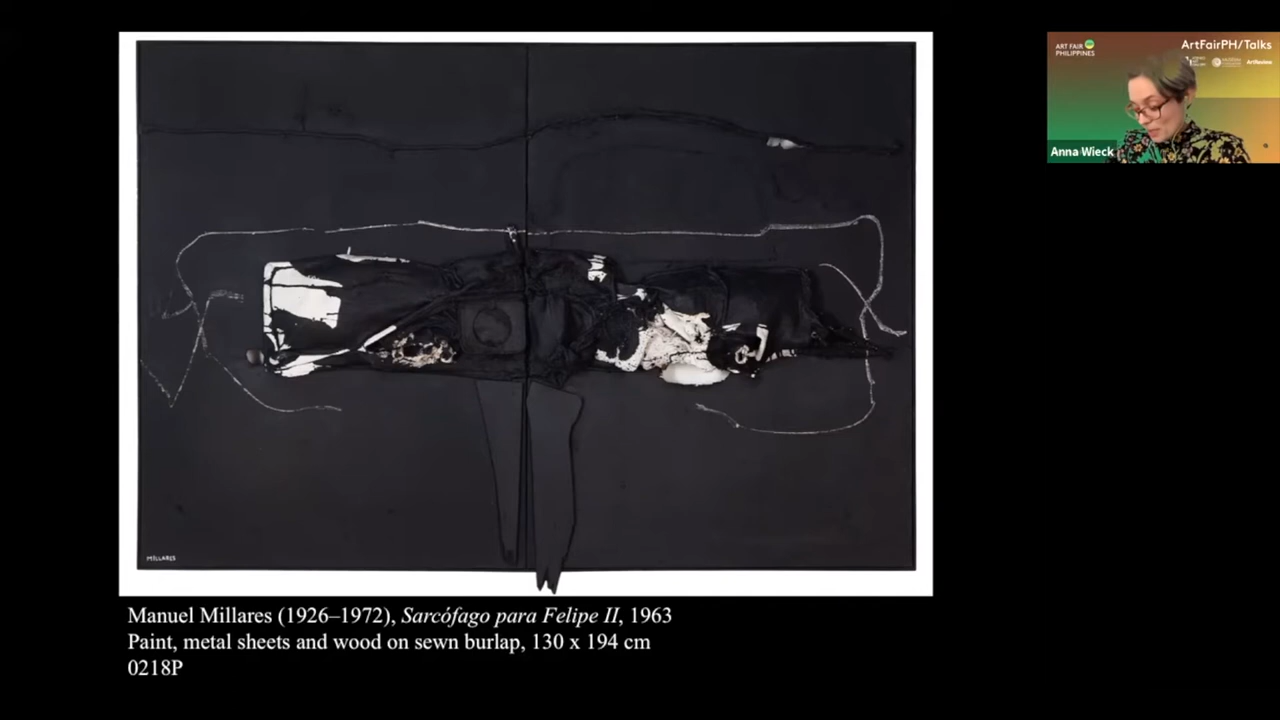 ART FAIR
PHILIPPINES
ArtFairPH/Talks
ArtReview
Anna Wieck
MILLARES
Manuel Millares (1926–1972), Sarcófago para Felipe II, 1963
Paint, metal sheets and wood on sewn burlap, 130 x 194 cm
0218P